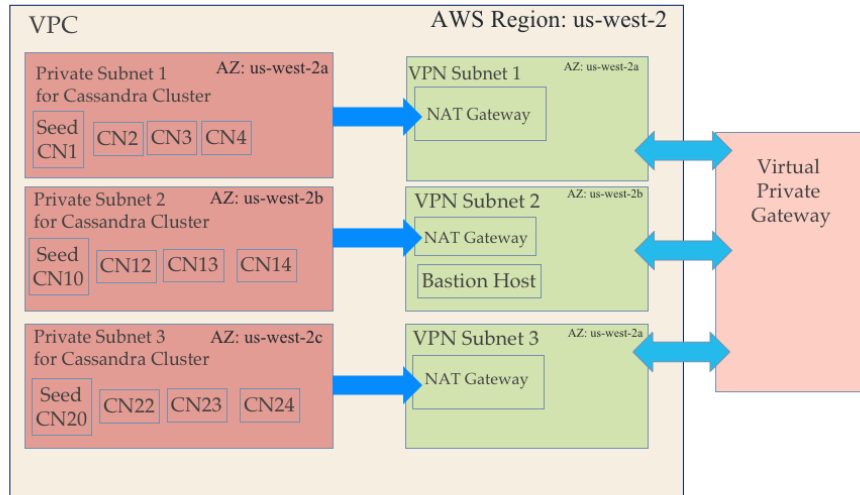 VPC
AWS Region: us-west-2
Private Subnet 1
for Cassandra Cluster
AZ: us-west-2a
Seed
CN1
CN2
CN3
CN4
VPN Subnet 1
AZ: us-west-2a
NAT Gateway
Private Subnet 2
for Cassandra Cluster
AZ: us-west-2b
Seed
CN10
CN12
CN13
CN14
VPN Subnet 2
AZ: us-west-2b
NAT Gateway
Bastion Host
Private Subnet 3
for Cassandra Cluster
AZ: us-west-2c
Seed
CN20
CN22
CN23
CN24
VPN Subnet 3
AZ: us-west-2a
NAT Gateway
Virtual
Private
Gateway